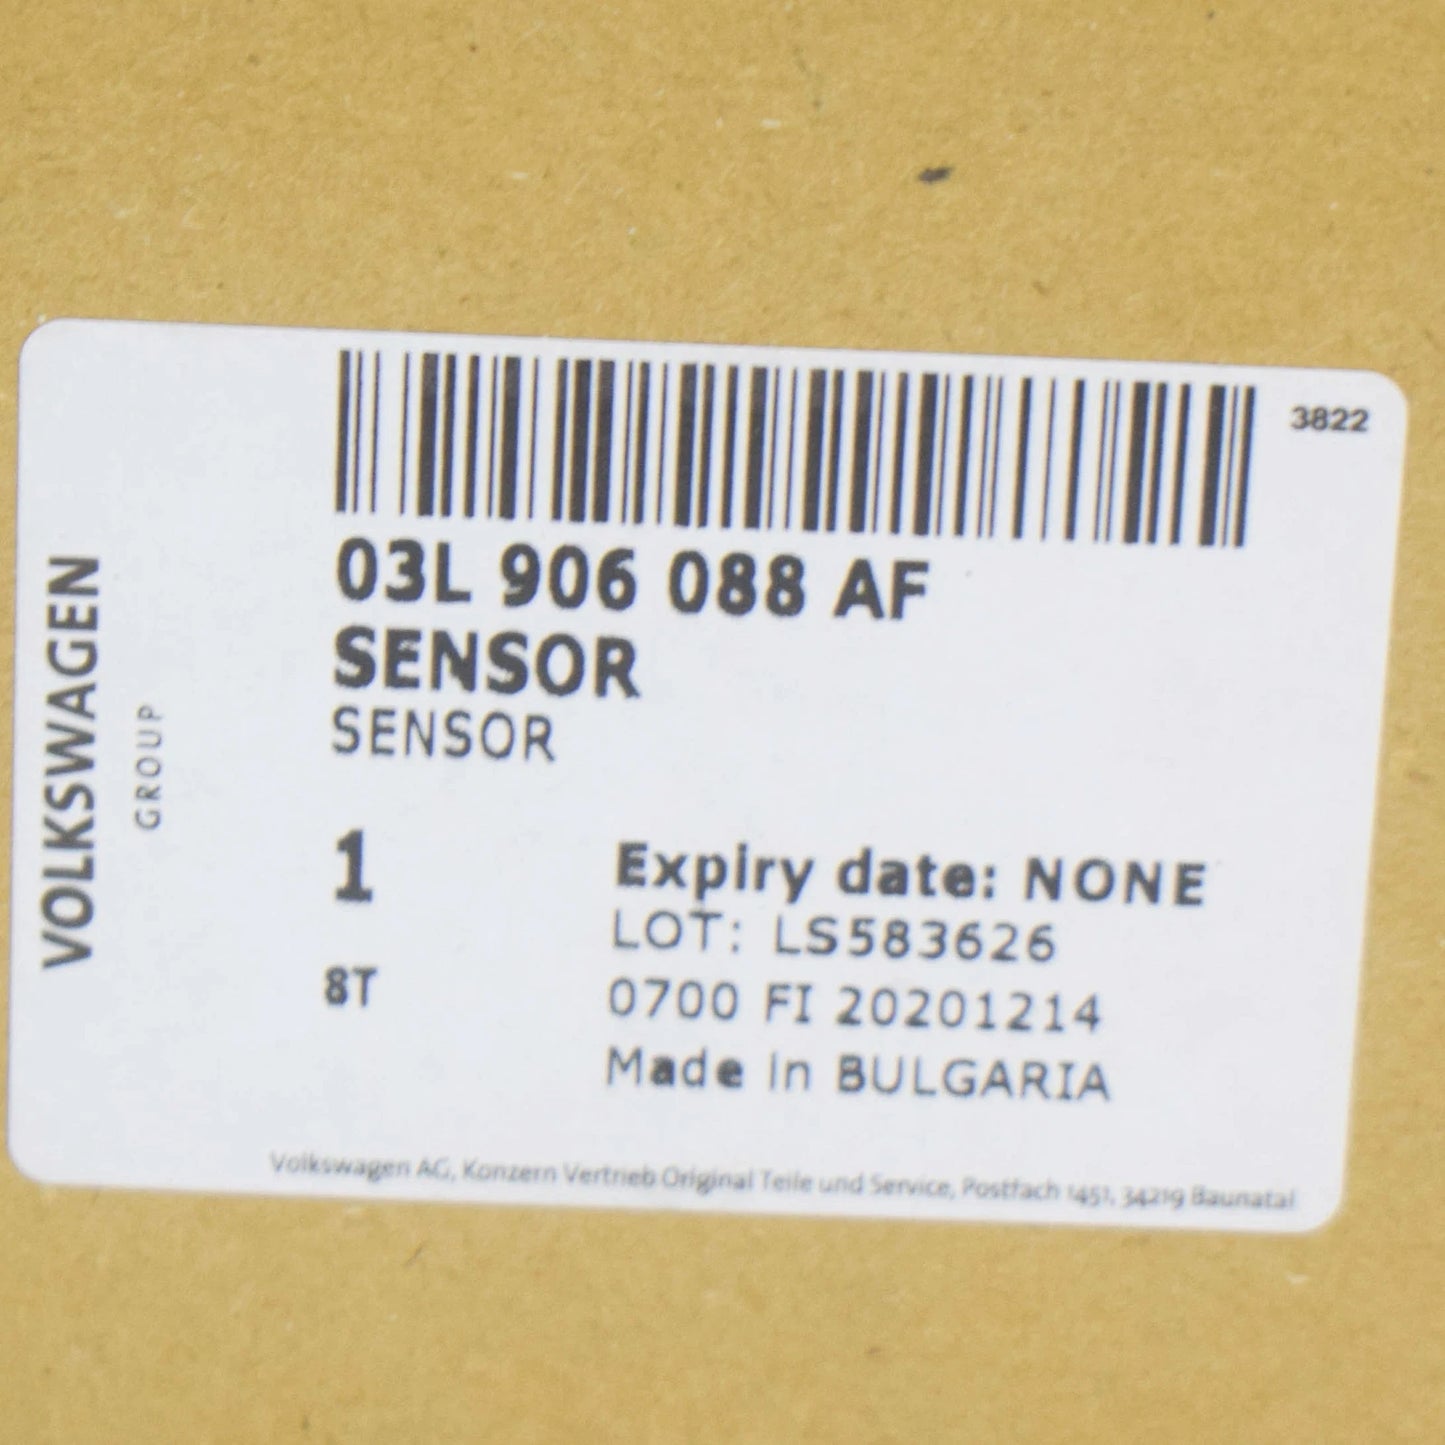 3822
03L 906 088 AF
SENSOR
SENSOR
VOLKSWAGEN
GROUP
1
Expiry date: NONE
LOT: LS583626
8T
0700 FI 20201214
Made in BULGARIA
Volkswagen AG, Konzern Vertrieb Original Teile und Service, Postfach 1451, 34219 Baunatal